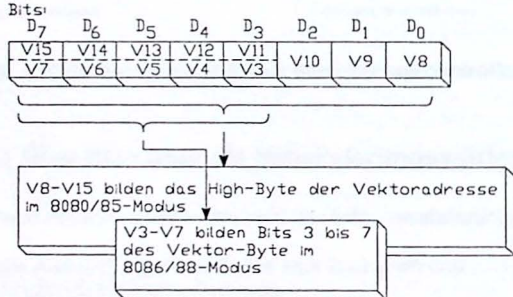 Bits:
D7 D6 D5 D4 D3 D2 D1 D0
V15 V14 V13 V12 V11 V10 V9 V8
V7 V6 V5 V4 V3
V8-V15 bilden das High-Byte der Vektoradresse
im 8080/85-Modus
V3-V7 bilden Bits 3 bis 7
des Vektor-Byte im
8086/88-Modus